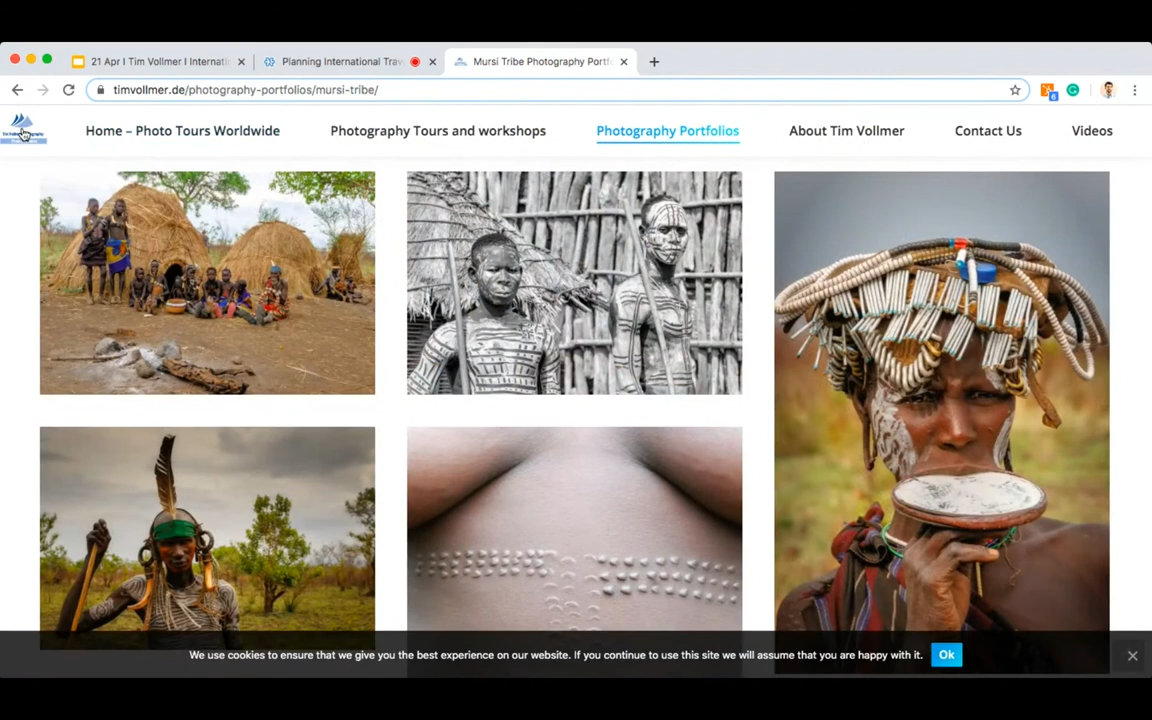 21 Apr I Tim Vollmer I Internati
Planning International Trav
Mursi Tribe Photography Portf
timvollmer.de/photography-portfolios/mursi-tribe/
6
Home – Photo Tours Worldwide
Photography Tours and workshops
Photography Portfolios
About Tim Vollmer
Contact Us
Videos
We use cookies to ensure that we give you the best experience on our website. If you continue to use this site we will assume that you are happy with it.
Ok